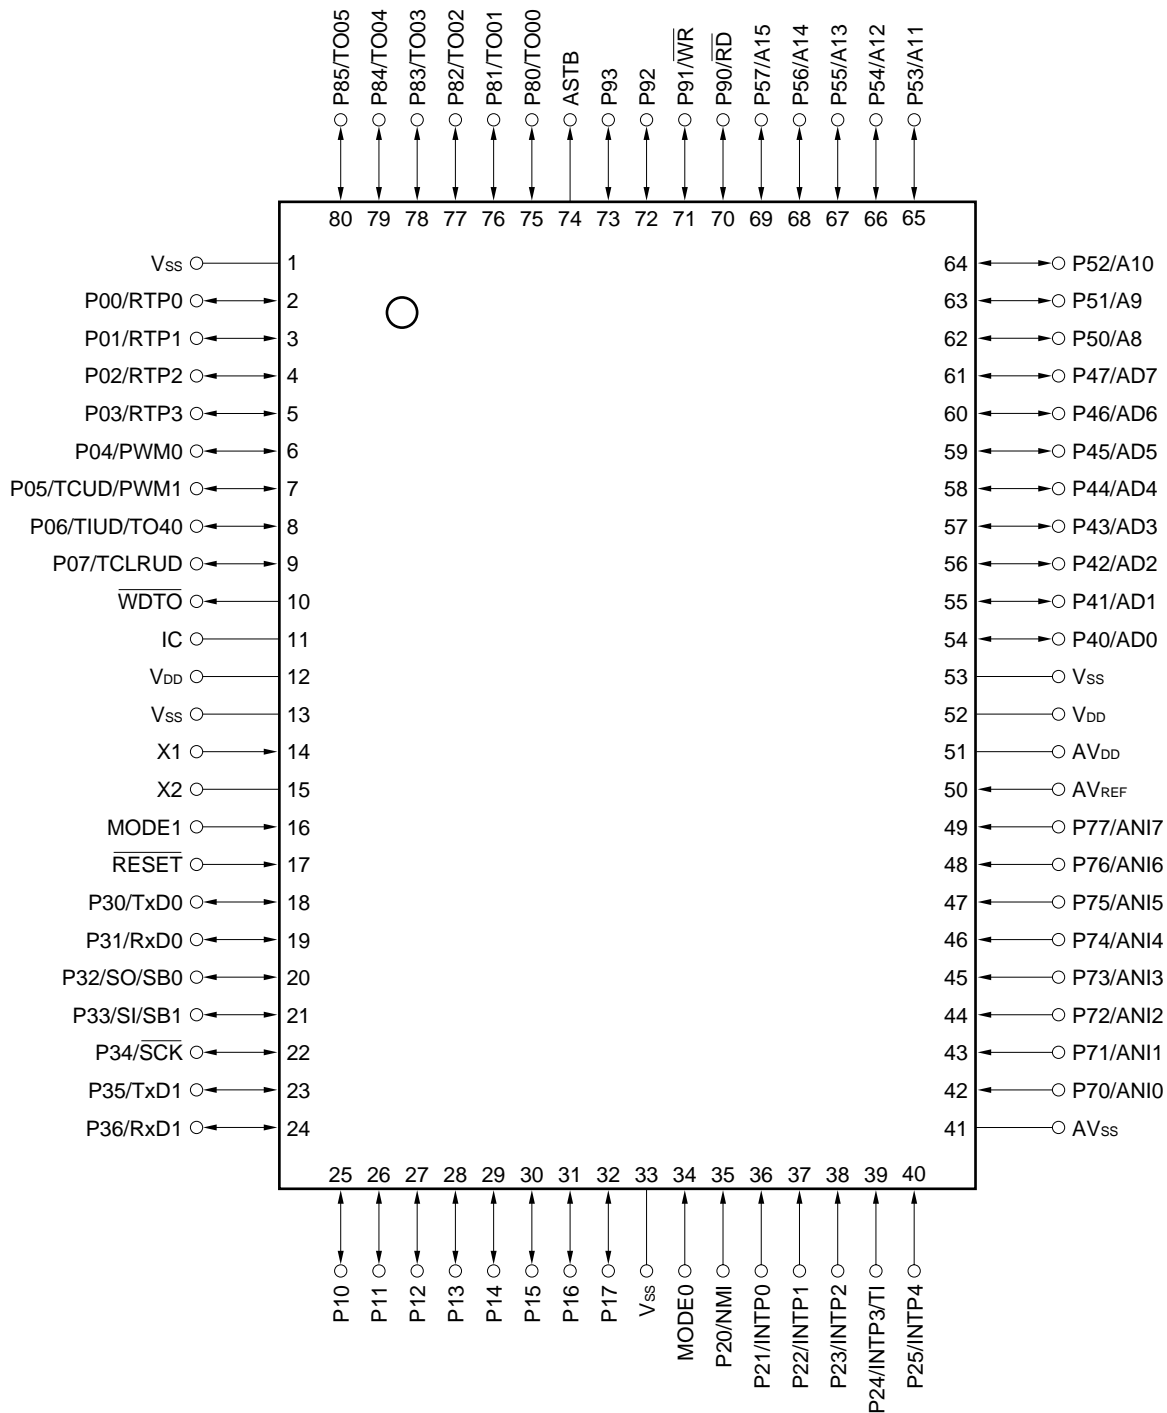 P85/TO05
P84/TO04
P83/TO03
P82/TO02
P81/TO01
P80/TO00
ASTB
P93
P92
P91/W̅R̅
P90/R̅D̅
P57/A15
P56/A14
P55/A13
P54/A12
P53/A11
80 79 78 77 76 75 74 73 72 71 70 69 68 67 66 65
VSS 1
P00/RTP0 2
P01/RTP1 3
P02/RTP2 4
P03/RTP3 5
P04/PWM0 6
P05/TCUD/PWM1 7
P06/TIUD/TO40 8
P07/TCLRUD 9
W̅D̅T̅O̅ 10
IC 11
VDD 12
VSS 13
X1 14
X2 15
MODE1 16
R̅E̅S̅E̅T̅ 17
P30/TxD0 18
P31/RxD0 19
P32/SO/SB0 20
P33/SI/SB1 21
P34/S̅C̅K̅ 22
P35/TxD1 23
P36/RxD1 24
64 P52/A10
63 P51/A9
62 P50/A8
61 P47/AD7
60 P46/AD6
59 P45/AD5
58 P44/AD4
57 P43/AD3
56 P42/AD2
55 P41/AD1
54 P40/AD0
53 VSS
52 VDD
51 AVDD
50 AVREF
49 P77/ANI7
48 P76/ANI6
47 P75/ANI5
46 P74/ANI4
45 P73/ANI3
44 P72/ANI2
43 P71/ANI1
42 P70/ANI0
41 AVSS
25 26 27 28 29 30 31 32 33 34 35 36 37 38 39 40
P10
P11
P12
P13
P14
P15
P16
P17
VSS
MODE0
P20/NMI
P21/INTP0
P22/INTP1
P23/INTP2
P24/INTP3/TI
P25/INTP4